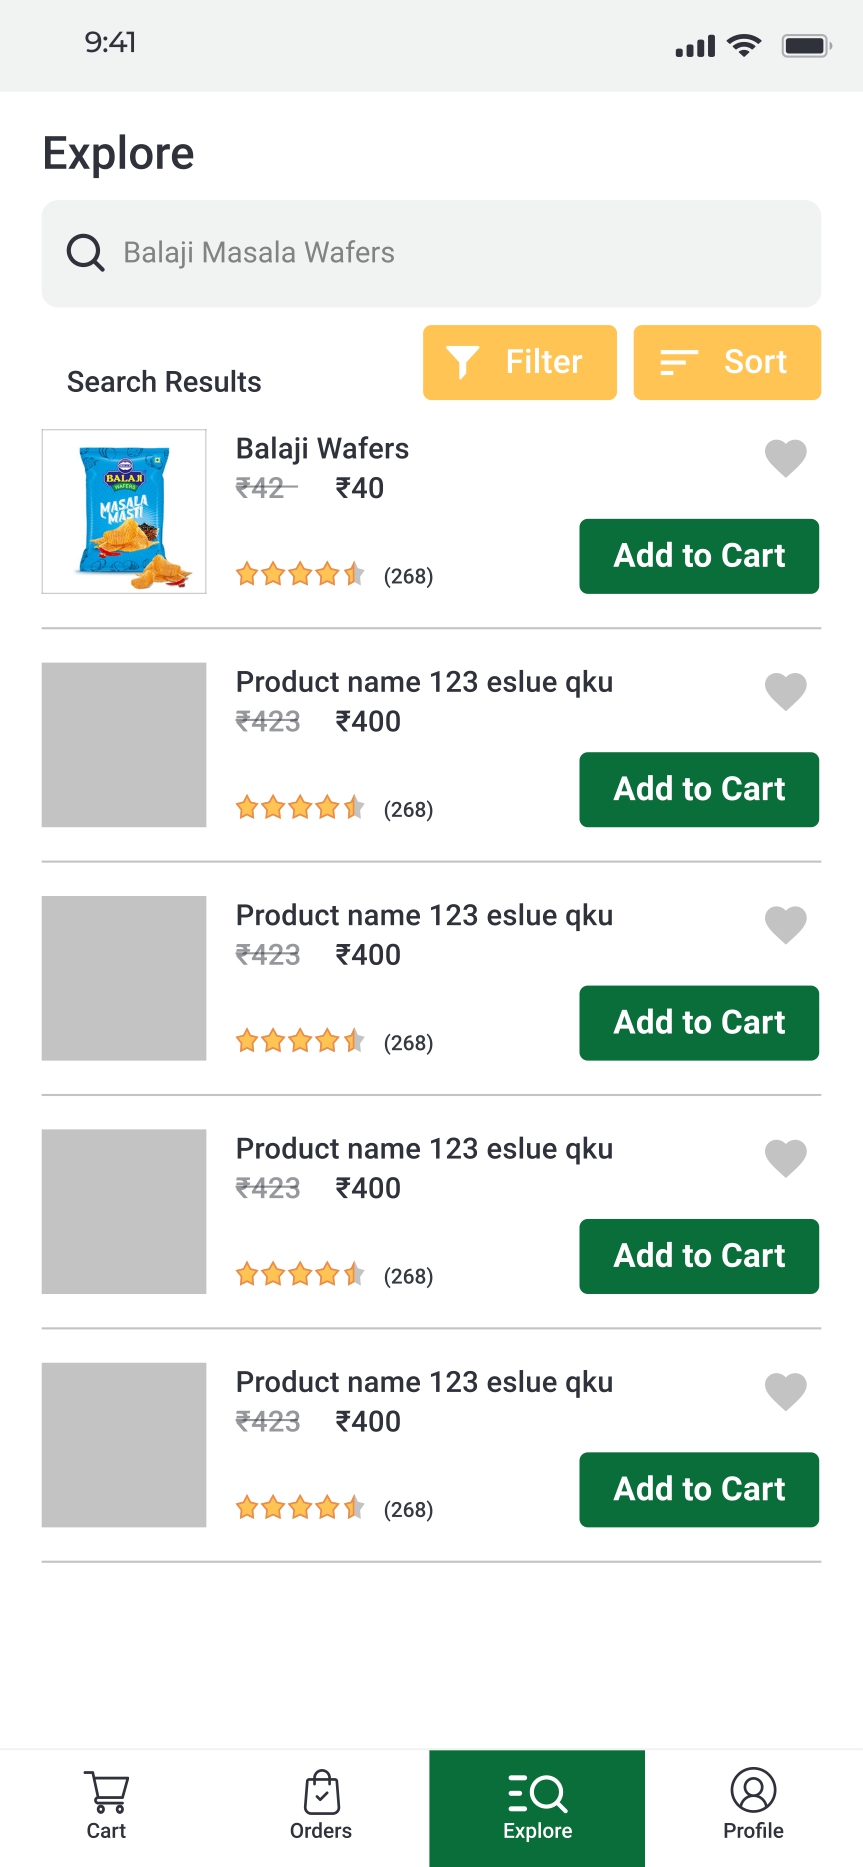 9:41
Explore
Balaji Masala Wafers
Search Results
Filter
Sort
BALAJI
WAFERS
MASALA
MASTI
Balaji Wafers
₹42 ₹40
(268)
Add to Cart
Product name 123 eslue qku
₹423 ₹400
(268)
Add to Cart
Product name 123 eslue qku
₹423 ₹400
(268)
Add to Cart
Product name 123 eslue qku
₹423 ₹400
(268)
Add to Cart
Product name 123 eslue qku
₹423 ₹400
(268)
Add to Cart
Cart
Orders
Explore
Profile